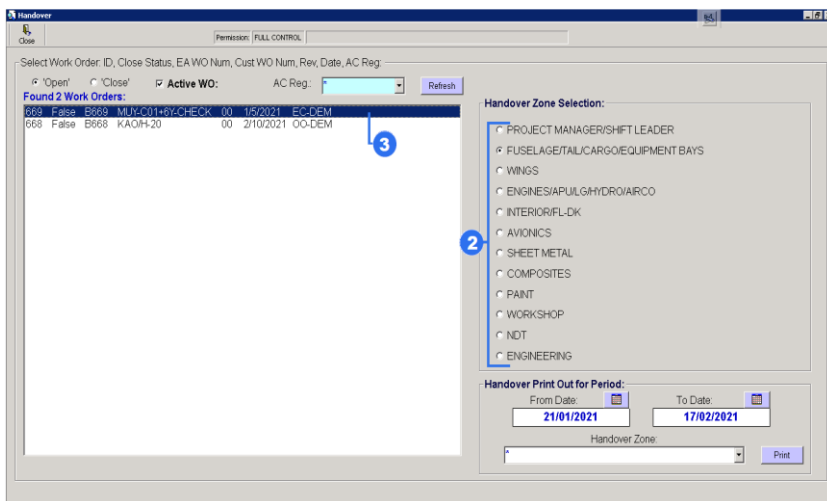 Handover
Close
Permission: FULL CONTROL
Select Work Order: ID, Close Status, EA WO Num, Cust WO Num, Rev, Date, AC Reg:
'Open' 'Close' Active WO: AC Reg.: * Refresh
Found 2 Work Orders:
669 False B669 MUY-C01+6Y-CHECK 00 1/5/2021 EC-DEM
668 False B668 KAO/H-20 00 2/10/2021 OO-DEM
3
Handover Zone Selection:
2
PROJECT MANAGER/SHIFT LEADER
FUSELAGE/TAIL/CARGO/EQUIPMENT BAYS
WINGS
ENGINES/APU/LG/HYDRO/AIRCO
INTERIOR/FL-DK
AVIONICS
SHEET METAL
COMPOSITES
PAINT
WORKSHOP
NDT
ENGINEERING
Handover Print Out for Period:
From Date: To Date:
21/01/2021 17/02/2021
Handover Zone:
* Print